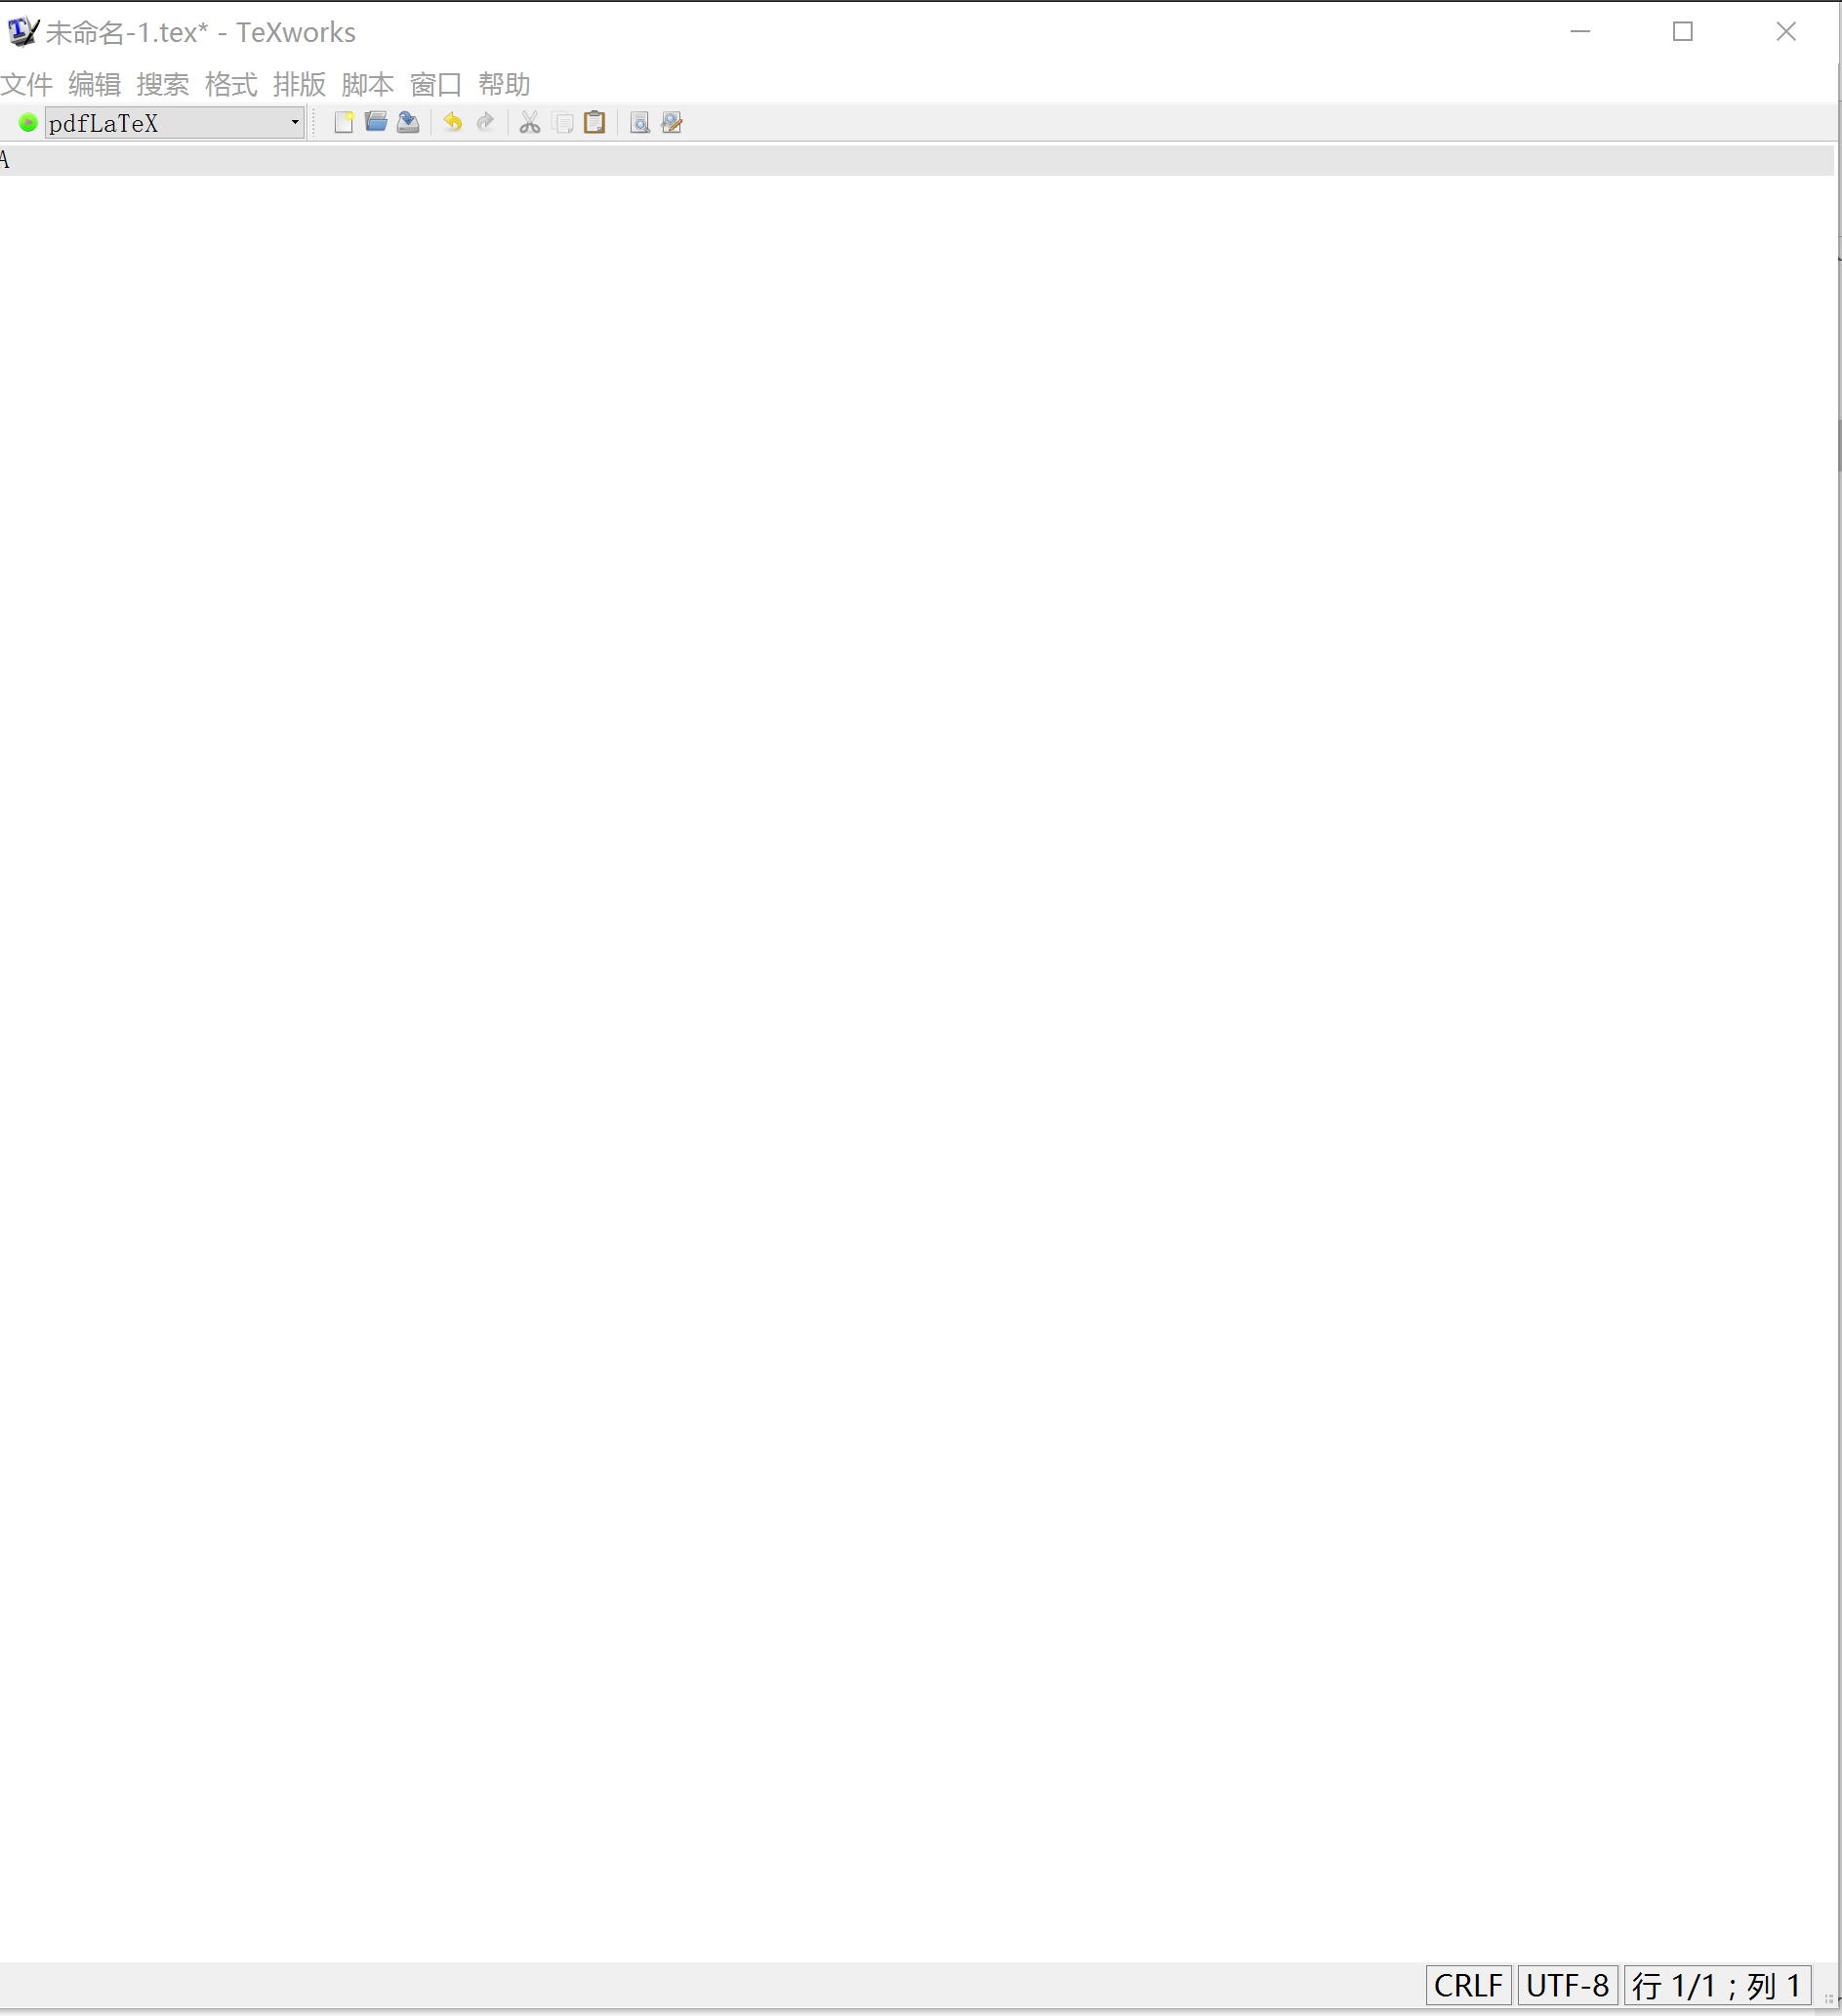 未命名-1.tex* - TeXworks
文件 编辑 搜索 格式 排版 脚本 窗口 帮助
pdfLaTeX
A
CRLF UTF-8 行 1/1 ; 列 1